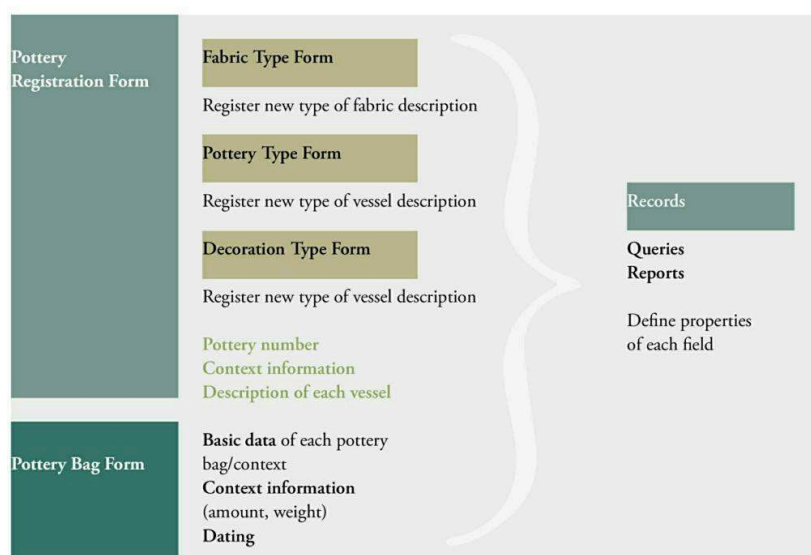 Pottery
Registration Form
Fabric Type Form
Register new type of fabric description
Pottery Type Form
Register new type of vessel description
Decoration Type Form
Register new type of vessel description
Pottery number
Context information
Description of each vessel
Pottery Bag Form
Basic data of each pottery
bag/context
Context information
(amount, weight)
Dating
Records
Queries
Reports
Define properties
of each field